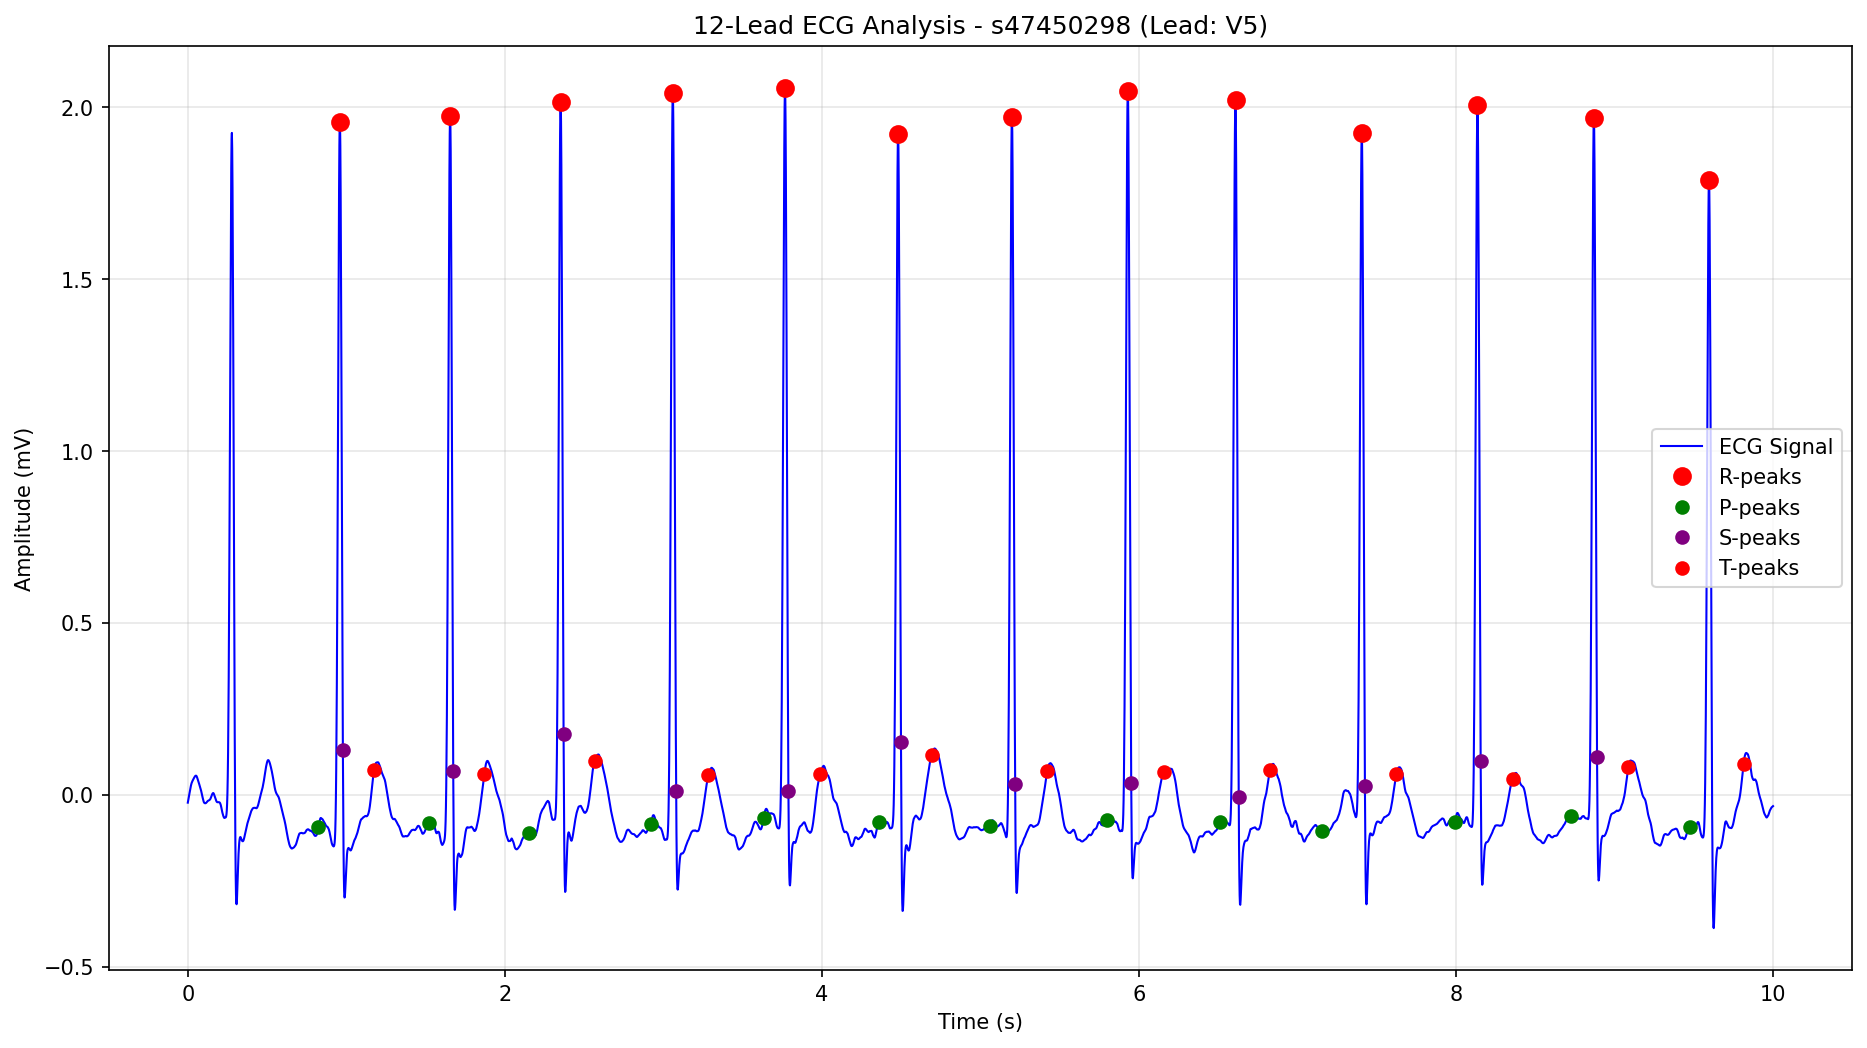 12-Lead ECG Analysis - s47450298 (Lead: V5)
Amplitude (mV)
2.0
1.5
1.0
0.5
0.0
−0.5
ECG Signal
R-peaks
P-peaks
S-peaks
T-peaks
0
2
4
6
8
10
Time (s)